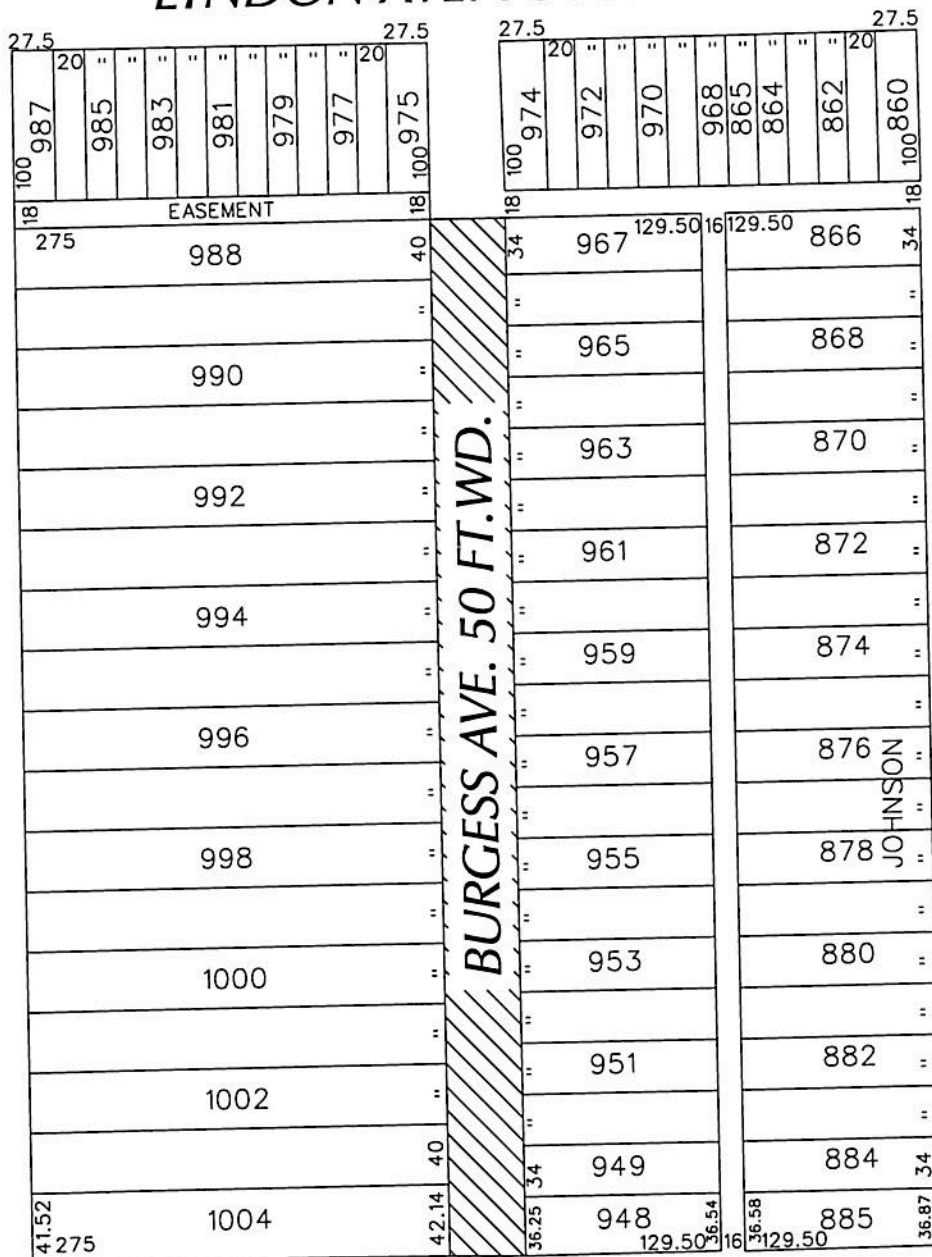 27.5 27.5 27.5 27.5
20 " " " " " " " " 20 20 " " " " " " " " " 20
987 985 983 981 979 977 975 974 972 970 968 865 864 862 860
100 100 100 100
18 EASEMENT 18 18 18
275 988 40 34 967 129.50 16 129.50 866 34
" " "
990 " " 965 868 "
" " "
992 " " 963 870 "
" " "
994 " " 961 872 "
" " "
996 " " 959 874 "
" " "
998 " " 957 876 "
" " "
1000 " " 955 878 "
" " "
1002 " " 953 880 "
" " "
" 951 882 "
" "
40 34 949 884 34
41.52 275 1004 42.14 36.25 948 129.50 36.54 16 36.58 129.50 885 36.87
BURGESS AVE. 50 FT.WD.
JOHNSON